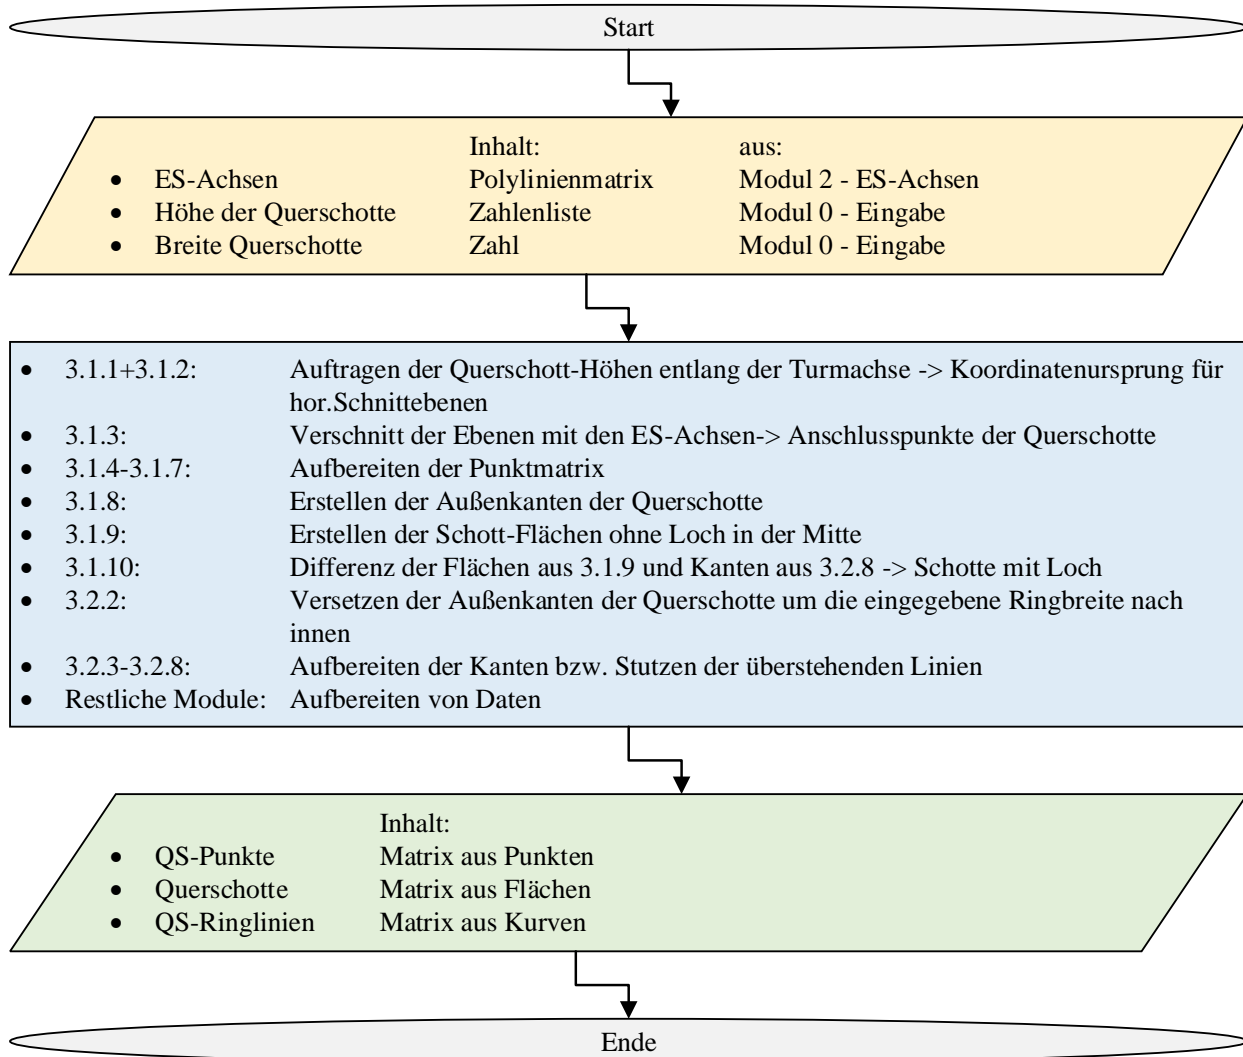 Start
Inhalt: aus:
• ES-Achsen Polylinienmatrix Modul 2 - ES-Achsen
• Höhe der Querschotte Zahlenliste Modul 0 - Eingabe
• Breite Querschotte Zahl Modul 0 - Eingabe
• 3.1.1+3.1.2: Auftragen der Querschott-Höhen entlang der Turmachse -> Koordinatenursprung für
hor.Schnittebenen
• 3.1.3: Verschnitt der Ebenen mit den ES-Achsen-> Anschlusspunkte der Querschotte
• 3.1.4-3.1.7: Aufbereiten der Punktmatrix
• 3.1.8: Erstellen der Außenkanten der Querschotte
• 3.1.9: Erstellen der Schott-Flächen ohne Loch in der Mitte
• 3.1.10: Differenz der Flächen aus 3.1.9 und Kanten aus 3.2.8 -> Schotte mit Loch
• 3.2.2: Versetzen der Außenkanten der Querschotte um die eingegebene Ringbreite nach
innen
• 3.2.3-3.2.8: Aufbereiten der Kanten bzw. Stutzen der überstehenden Linien
• Restliche Module: Aufbereiten von Daten
Inhalt:
• QS-Punkte Matrix aus Punkten
• Querschotte Matrix aus Flächen
• QS-Ringlinien Matrix aus Kurven
Ende